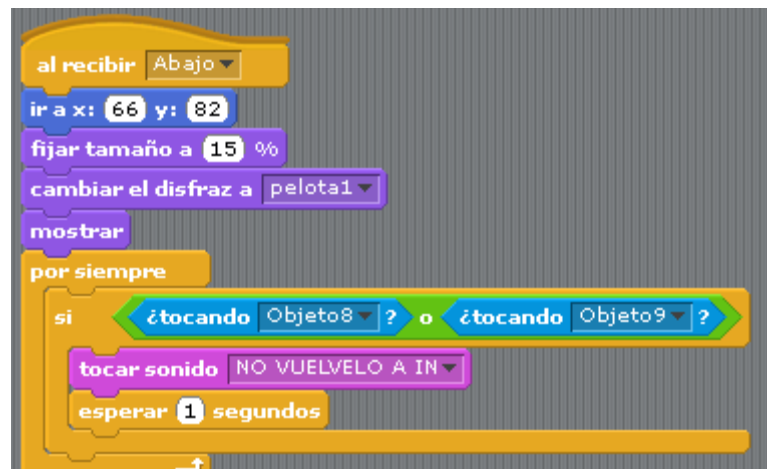 al recibir Abajo
ir a x: 66 y: 82
fijar tamaño a 15 %
cambiar el disfraz a pelota1
mostrar
por siempre
si ¿tocando Objeto8 ? o ¿tocando Objeto9 ?
tocar sonido NO VUELVELO A IN
esperar 1 segundos